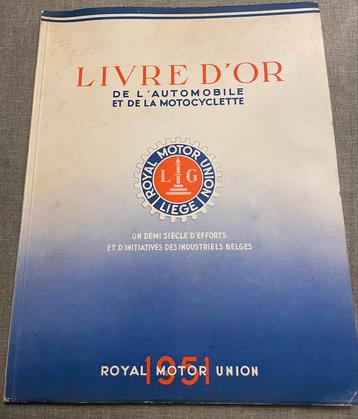 LIVRE D'OR
DE L'AUTOMOBILE
ET DE LA MOTOCYCLETTE
ROYAL MOTOR UNION
L G
LIEGE
UN DEMI SIÈCLE D'EFFORTS
ET D'INITIATIVES DES INDUSTRIELS BELGES
1951
ROYAL MOTOR UNION